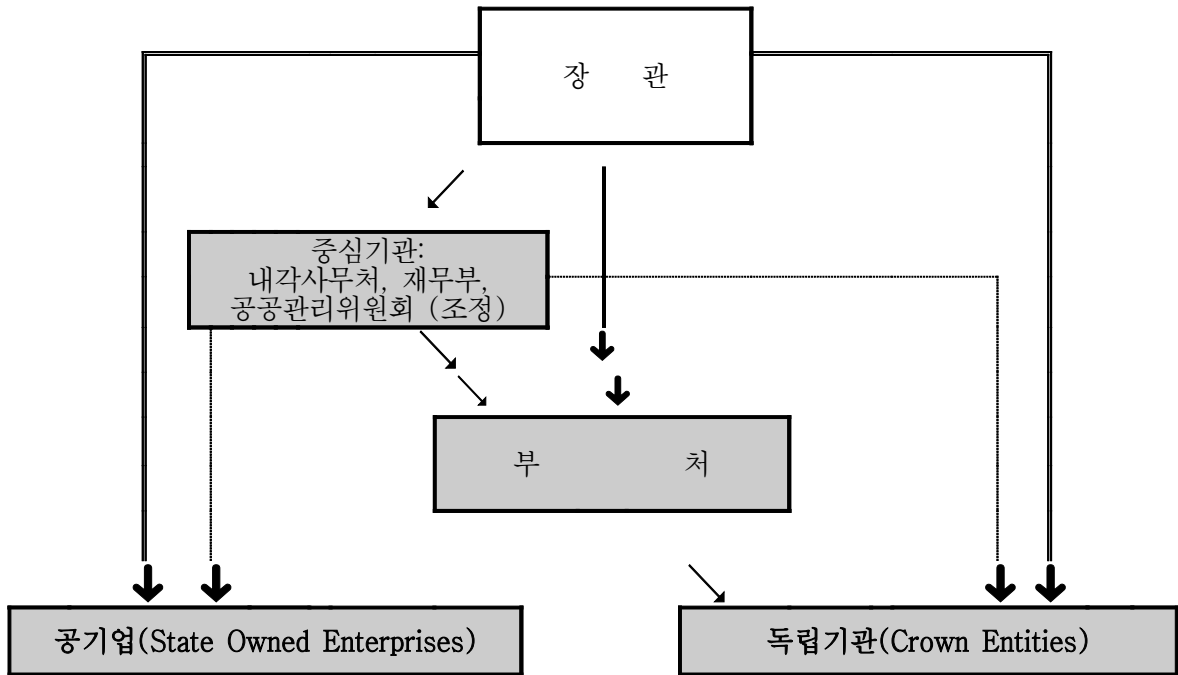 장 관
중심기관:
내각사무처, 재무부,
공공관리위원회 (조정)
부 처
공기업(State Owned Enterprises)
독립기관(Crown Entities)